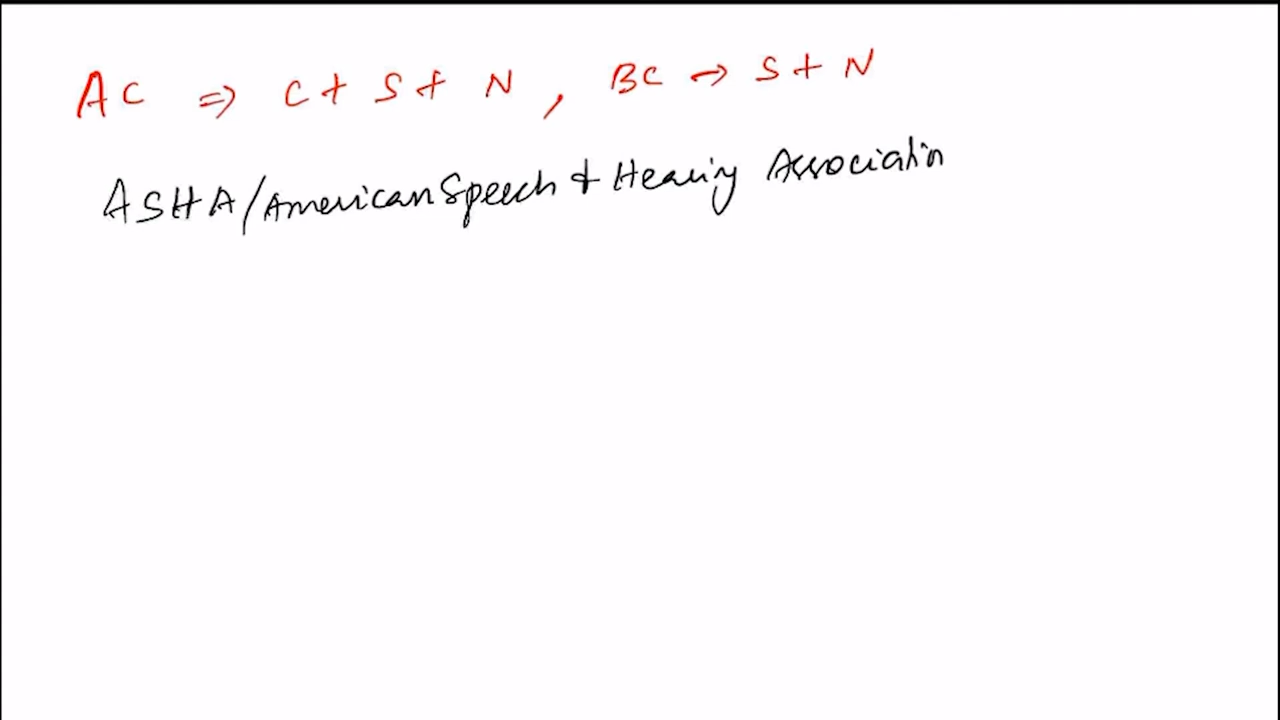 AC ⇒ C + S + N, BC → S + N
ASHA/American Speech + Hearing Association